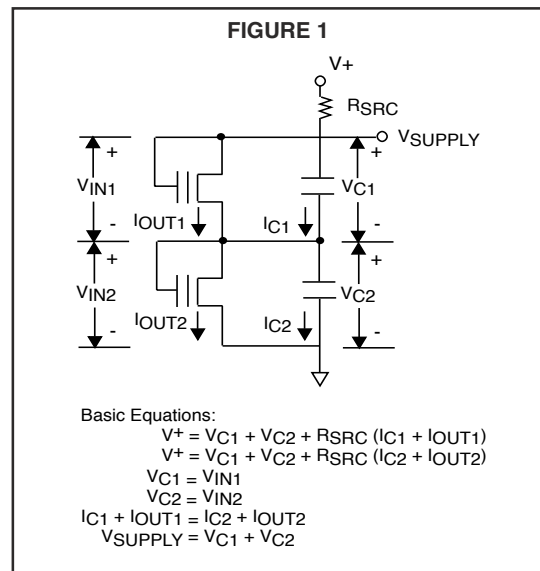 FIGURE 1
V+
RSRC
VSUPPLY
+
+
VIN1
VC1
IOUT1
IC1
-
-
+
+
VIN2
VC2
IOUT2
IC2
-
-
Basic Equations:
V+ = VC1 + VC2 + RSRC (IC1 + IOUT1)
V+ = VC1 + VC2 + RSRC (IC2 + IOUT2)
VC1 = VIN1
VC2 = VIN2
IC1 + IOUT1 = IC2 + IOUT2
VSUPPLY = VC1 + VC2